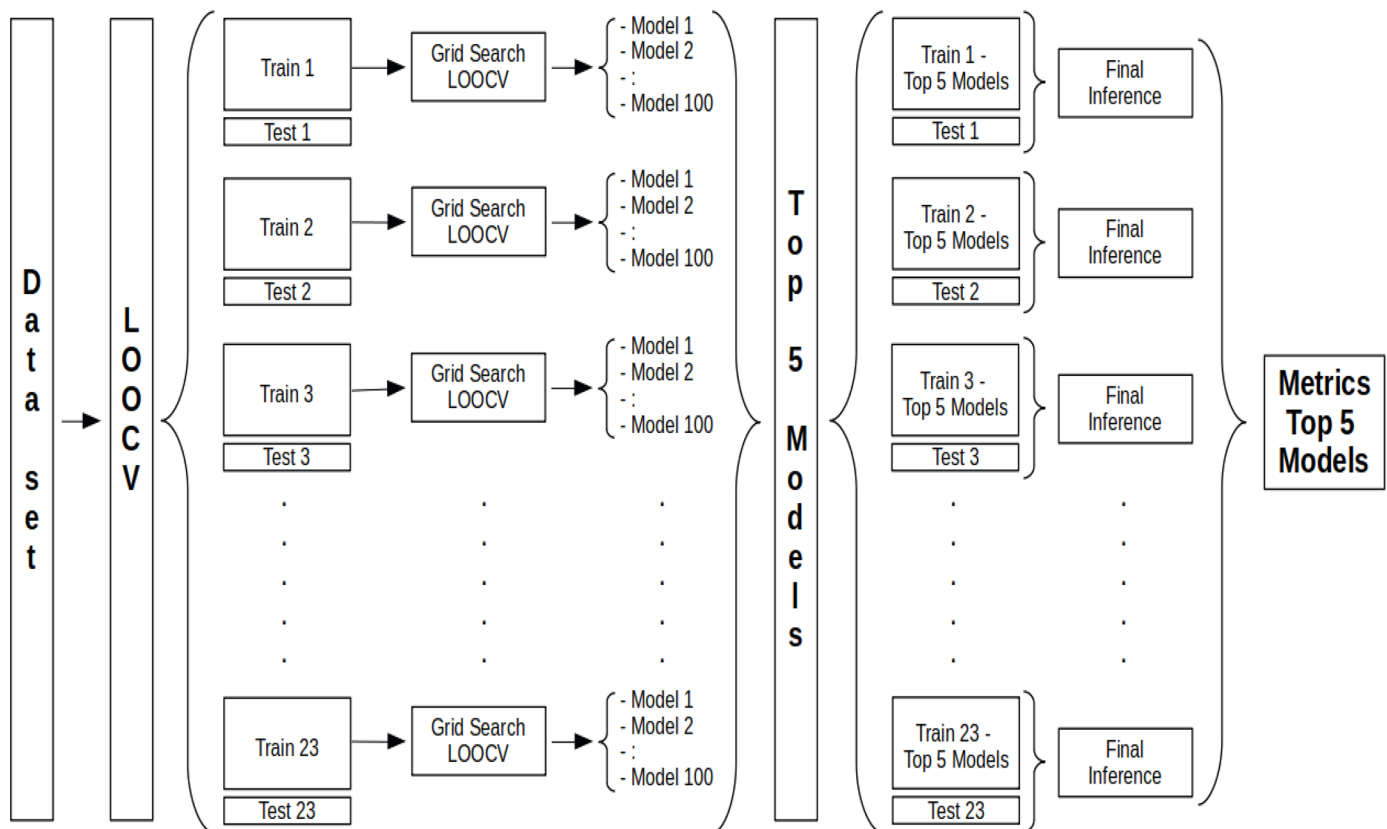 Data set
LOOCV
Train 1
Test 1
Grid Search
LOOCV
- Model 1
- Model 2
- :
- Model 100
Train 2
Test 2
Grid Search
LOOCV
- Model 1
- Model 2
- :
- Model 100
Train 3
Test 3
Grid Search
LOOCV
- Model 1
- Model 2
- :
- Model 100
Train 23
Test 23
Grid Search
LOOCV
- Model 1
- Model 2
- :
- Model 100
Top 5 Models
Train 1 -
Top 5 Models
Test 1
Final
Inference
Train 2 -
Top 5 Models
Test 2
Final
Inference
Train 3 -
Top 5 Models
Test 3
Final
Inference
Train 23 -
Top 5 Models
Test 23
Final
Inference
Metrics
Top 5
Models